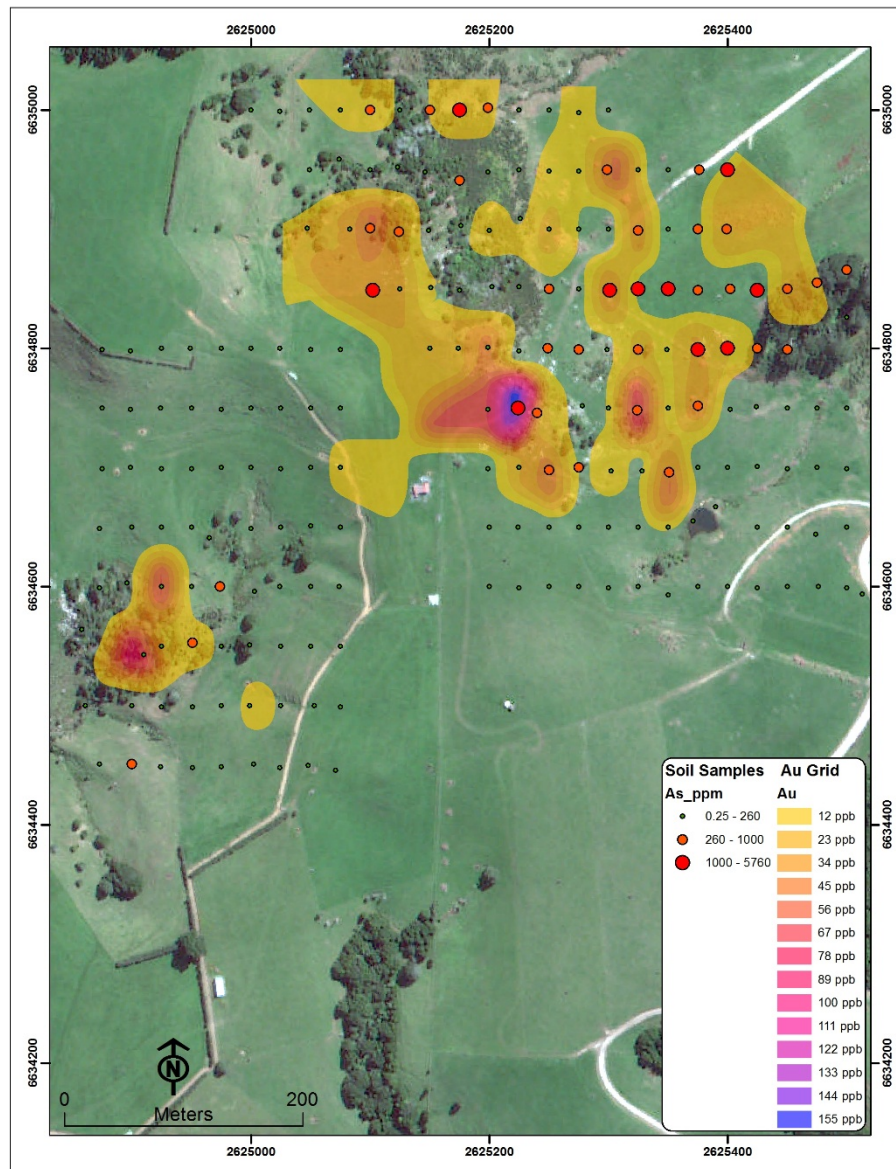 2625000 2625200 2625400
6635000 6635000
6634800 6634800
6634600 6634600
6634400 6634400
6634200 6634200
Soil Samples Au Grid
As_ppm Au
0.25 - 260 12 ppb
260 - 1000 23 ppb
1000 - 5760 34 ppb
45 ppb
56 ppb
67 ppb
78 ppb
89 ppb
100 ppb
111 ppb
122 ppb
133 ppb
144 ppb
155 ppb
N
0 200
Meters
2625000 2625200 2625400